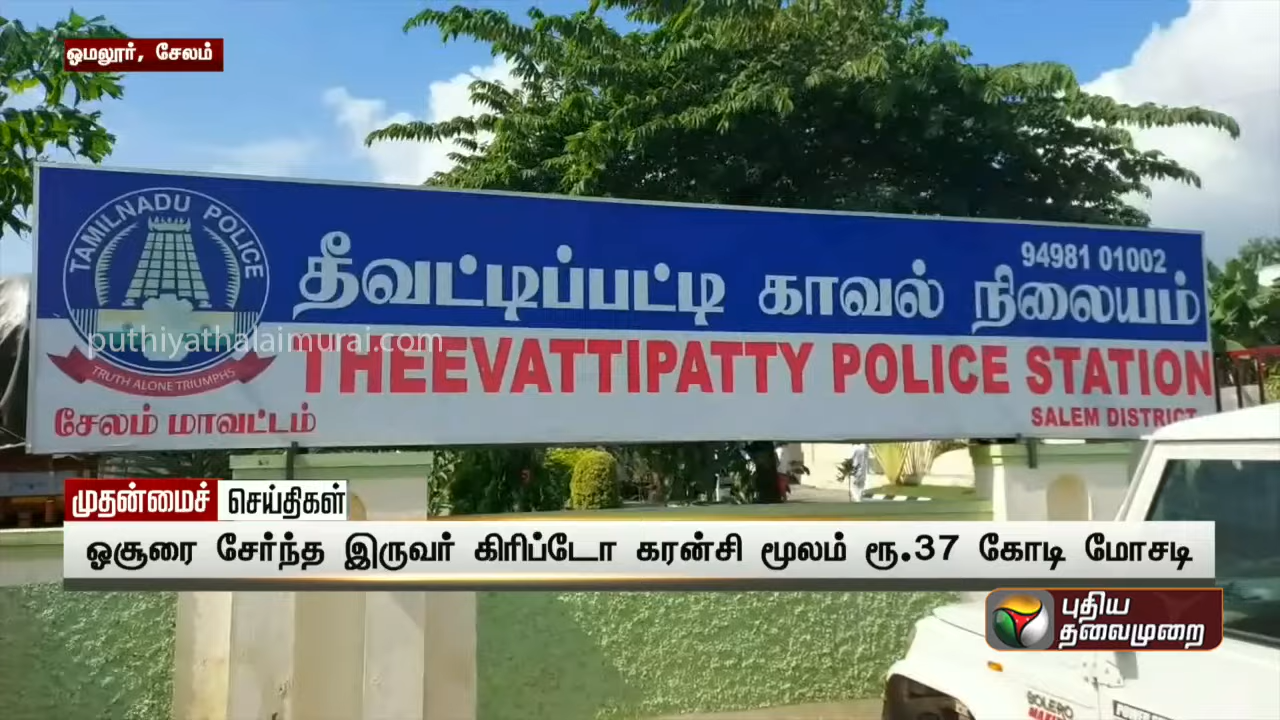 ஓமலூர், சேலம்
TAMILNADU POLICE
94981 01002
தீவட்டிப்பட்டி காவல் நிலையம்
puthiyathalaimurai.com
THEEVATTIPATTY POLICE STATION
TRUTH ALONE TRIUMPHS
சேலம் மாவட்டம்
SALEM DISTRICT
முதன்மைச் செய்திகள்
ஓசூரை சேர்ந்த இருவர் கிரிப்டோ கரன்சி மூலம் ரூ.37 கோடி மோசடி
புதிய
தலைமுறை
BOLERO